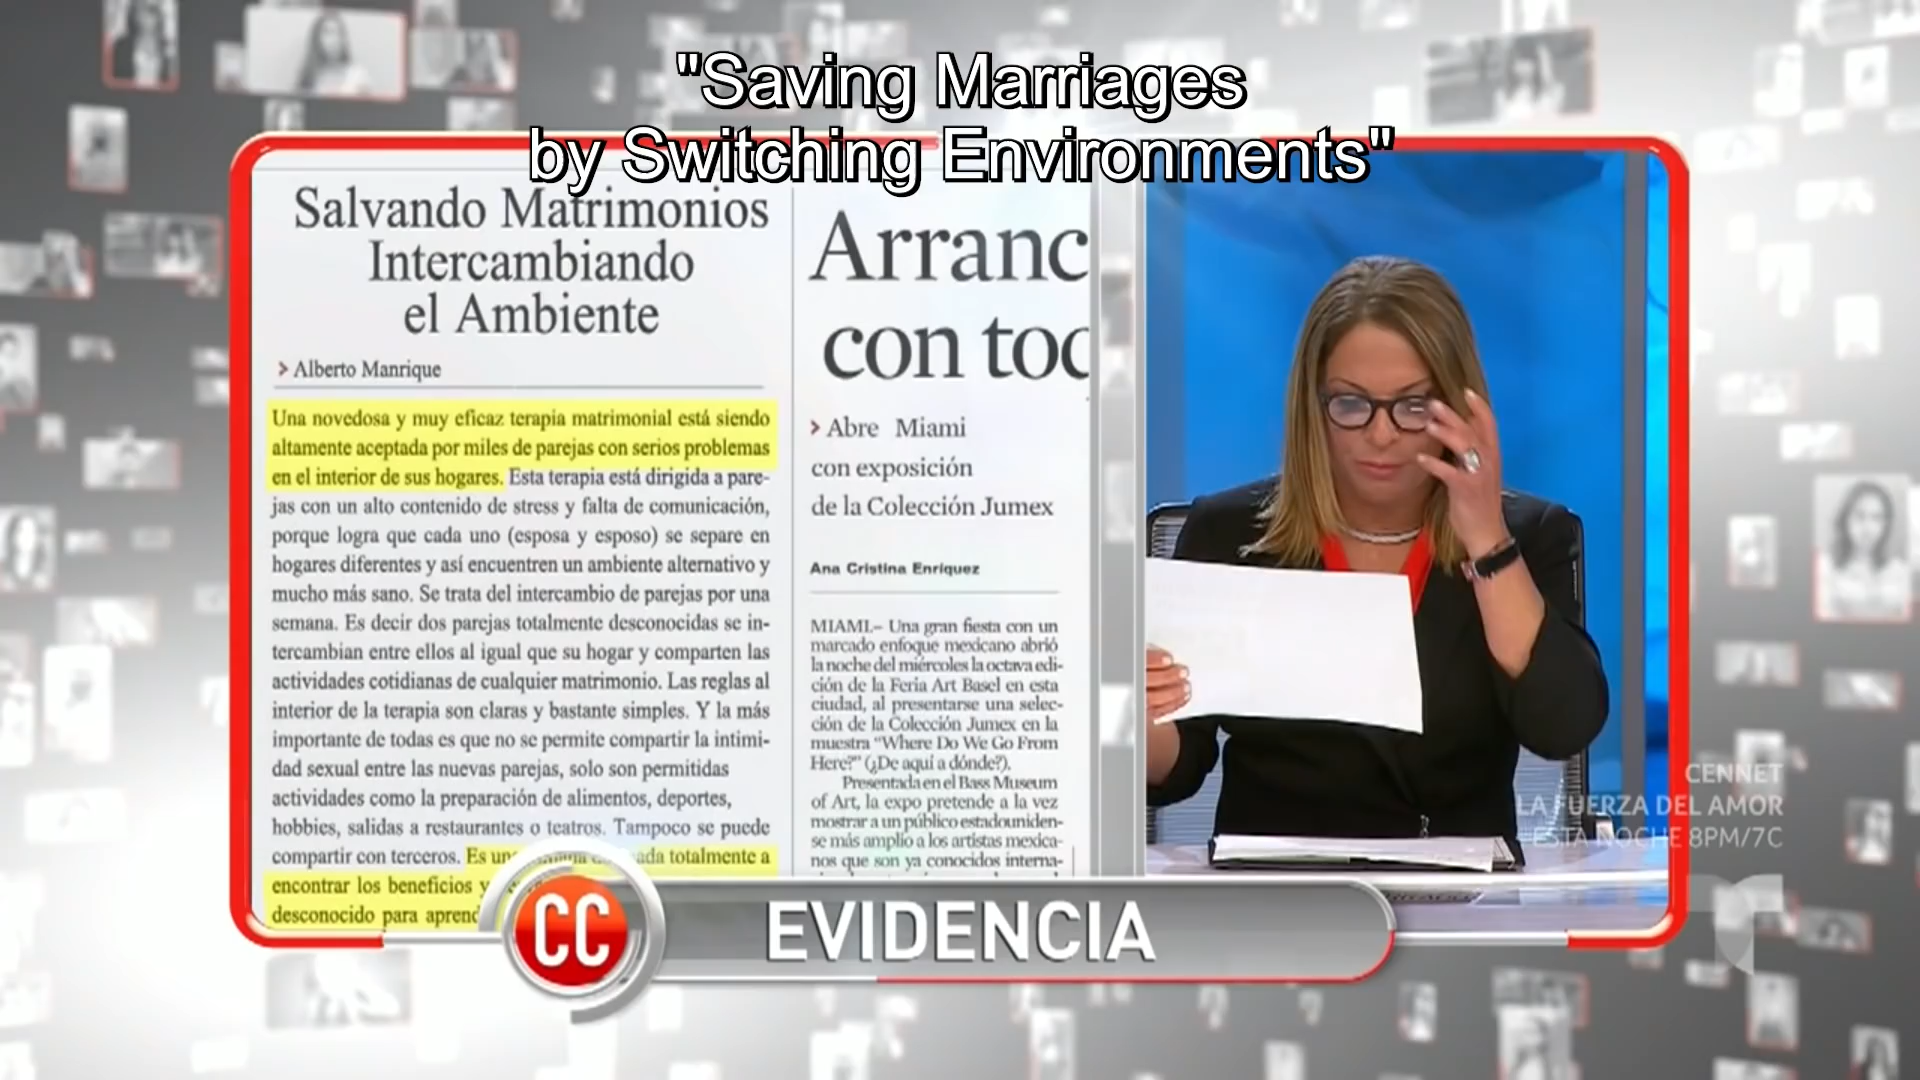 "Saving Marriages
by Switching Environments"
Salvando Matrimonios
Intercambiando
el Ambiente
Alberto Manrique
Una novedosa y muy eficaz terapia matrimonial está siendo
altamente aceptada por miles de parejas con serios problemas
en el interior de sus hogares. Esta terapia está dirigida a pare-
jas con un alto contenido de stress y falta de comunicación,
porque logra que cada uno (esposa y esposo) se separe en
hogares diferentes y así encuentren un ambiente alternativo y
mucho más sano. Se trata del intercambio de parejas por una
semana. Es decir dos parejas totalmente desconocidas se in-
tercambian entre ellos al igual que su hogar y comparten las
actividades cotidianas de cualquier matrimonio. Las reglas al
interior de la terapia son claras y bastante simples. Y la más
importante de todas es que no se permite compartir la intimi-
dad sexual entre las nuevas parejas, solo son permitidas
actividades como la preparación de alimentos, deportes,
hobbies, salidas a restaurantes o teatros. Tampoco se puede
compartir con terceros. Es totalmente a
encontrar los beneficios y
desconocido para
Arranc
con
Abre Miami
con exposición
de la Colección Jumex
Ana Cristina Enríquez
MIAMI.– Una gran fiesta con un
marcado enfoque mexicano abrió
la noche del miércoles la octava edi-
ción de la Feria Art Basel en esta
ciudad, al presentarse una selec-
ción de la Colección Jumex en la
muestra "Where Do We Go From
Here?" (¿De aquí a dónde?).
Presentada en el Bass Museum
of Art, la expo pretende a la vez
mostrar a un público estadouniden-
se más amplio a los artistas mexica-
nos que son ya conocidos interna-
CC EVIDENCIA
CENNET
LA FUERZA DEL AMOR
ESTA NOCHE 8PM/7C